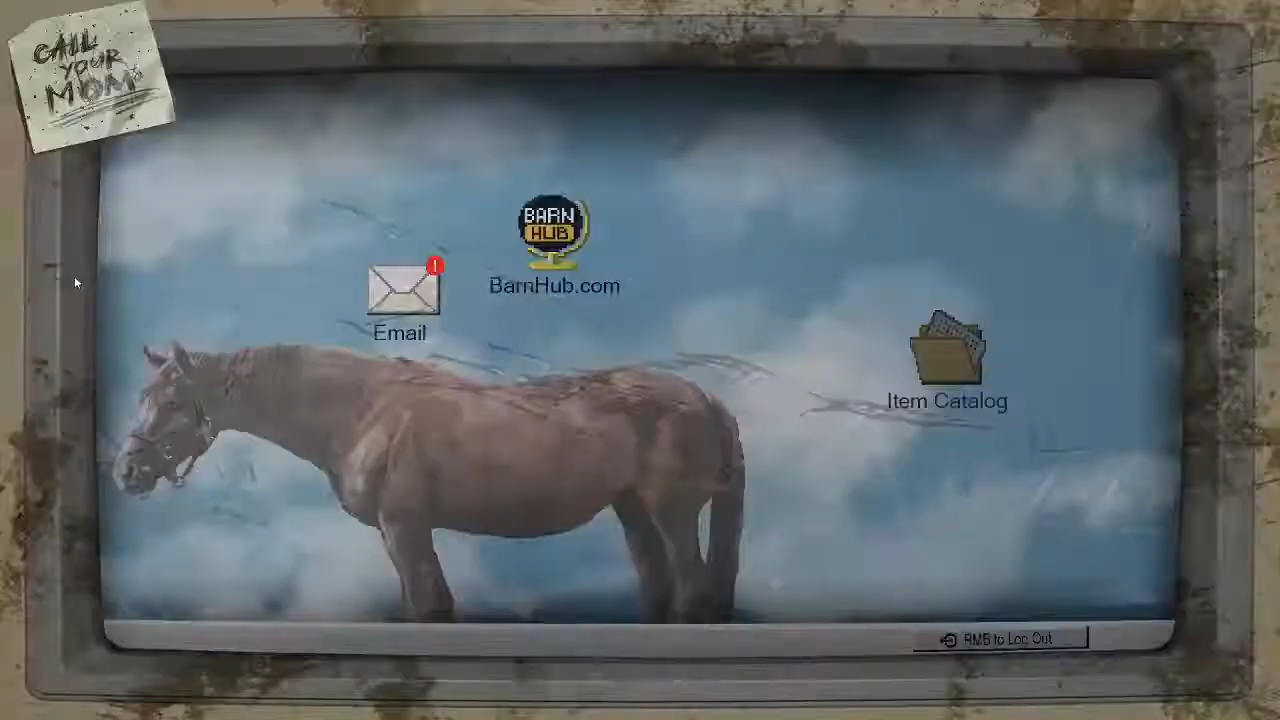 CALL
YOUR
MOM
BARN
HUB
BarnHub.com
!
Email
Item Catalog
RMB to Log Out